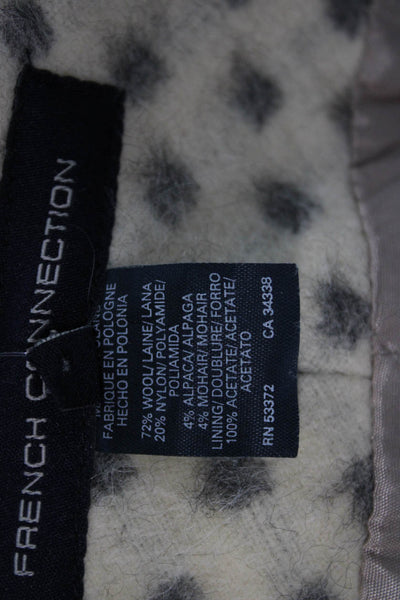 FRENCH CONNECTION
FABRIQUE EN POLOGNE
HECHO EN POLONIA
72% WOOL/ LAINE/ LANA
20% NYLON/ POLYAMIDE/
POLIAMIDA
4% ALPACA/ ALPAGA
4% MOHAIR/ MOHAIR
LINING/ DOUBLURE/ FORRO
100% ACETATE/ ACETATE/
ACETATO
RN 53372 CA 34338